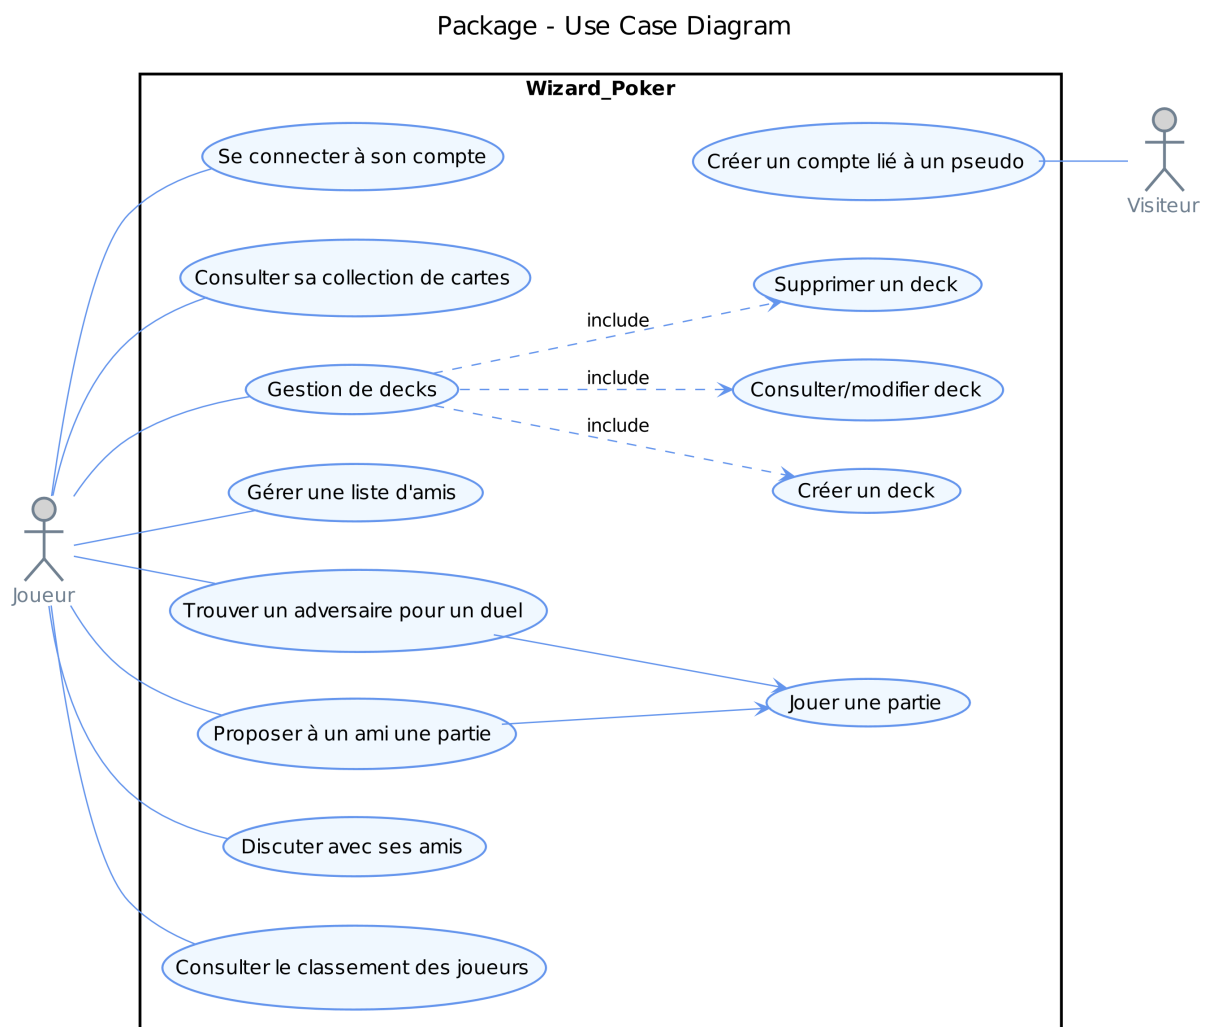 Package - Use Case Diagram
Wizard_Poker
Se connecter à son compte
Créer un compte lié à un pseudo
Visiteur
Consulter sa collection de cartes
Supprimer un deck
include
Gestion de decks
include
Consulter/modifier deck
include
Gérer une liste d'amis
Créer un deck
Joueur
Trouver un adversaire pour un duel
Jouer une partie
Proposer à un ami une partie
Discuter avec ses amis
Consulter le classement des joueurs